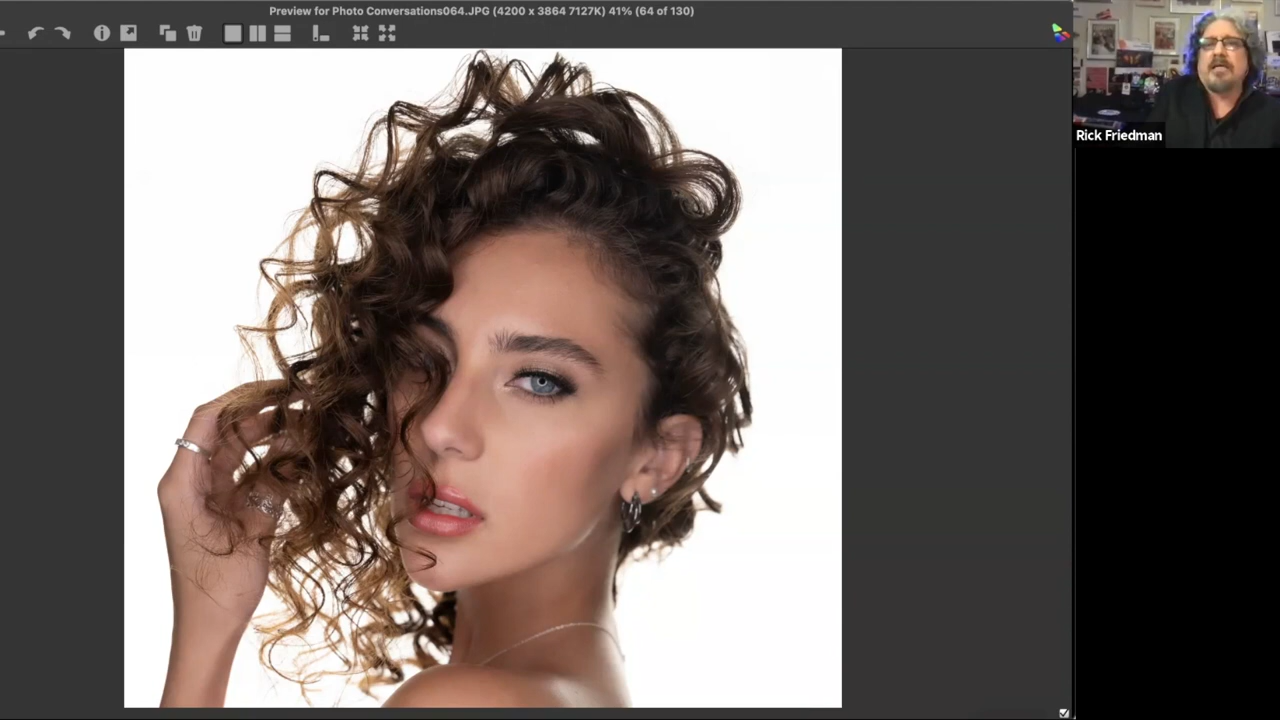 Preview for Photo Conversations064.JPG (4200 x 3864 7127K) 41% (64 of 130)
Rick Friedman